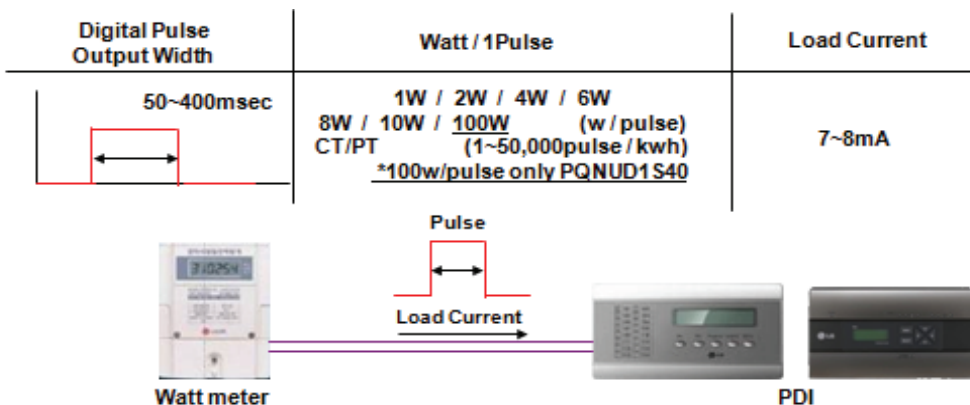 Digital Pulse
Output Width
Watt / 1Pulse
Load Current
50~400msec
1W / 2W / 4W / 6W
8W / 10W / 100W (w / pulse)
CT/PT (1~50,000pulse / kwh)
*100w/pulse only PQNUD1S40
7~8mA
Pulse
Load Current
310254
Watt meter
PDI